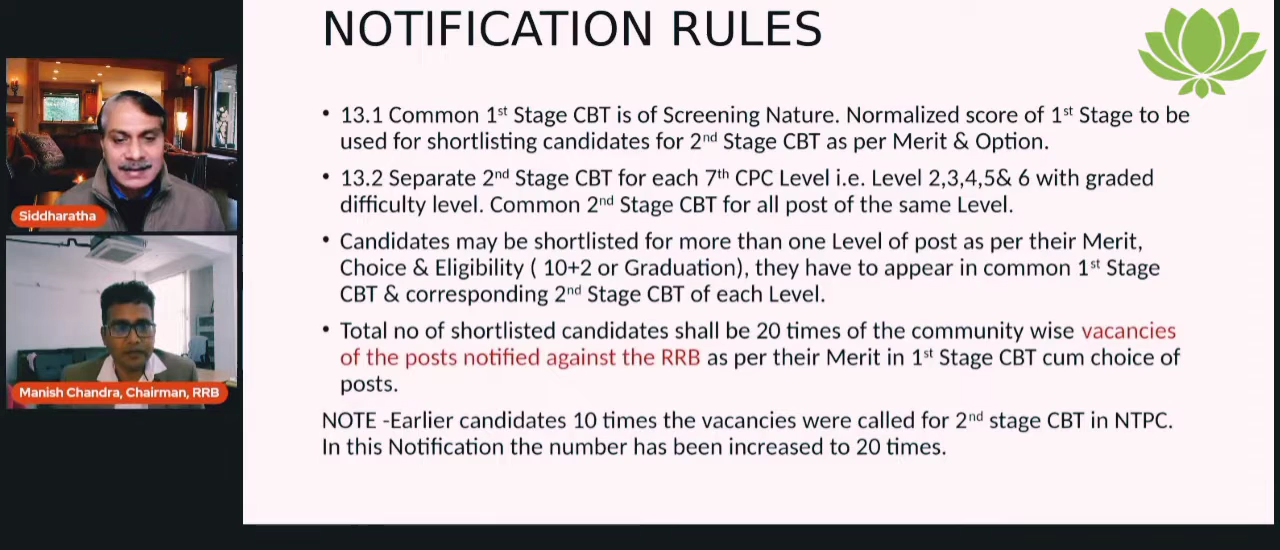 NOTIFICATION RULES
• 13.1 Common 1st Stage CBT is of Screening Nature. Normalized score of 1st Stage to be
used for shortlisting candidates for 2nd Stage CBT as per Merit & Option.
• 13.2 Separate 2nd Stage CBT for each 7th CPC Level i.e. Level 2,3,4,5& 6 with graded
difficulty level. Common 2nd Stage CBT for all post of the same Level.
• Candidates may be shortlisted for more than one Level of post as per their Merit,
Choice & Eligibility ( 10+2 or Graduation), they have to appear in common 1st Stage
CBT & corresponding 2nd Stage CBT of each Level.
• Total no of shortlisted candidates shall be 20 times of the community wise vacancies
of the posts notified against the RRB as per their Merit in 1st Stage CBT cum choice of
posts.
NOTE -Earlier candidates 10 times the vacancies were called for 2nd stage CBT in NTPC.
In this Notification the number has been increased to 20 times.
Siddharatha
Manish Chandra, Chairman, RRB